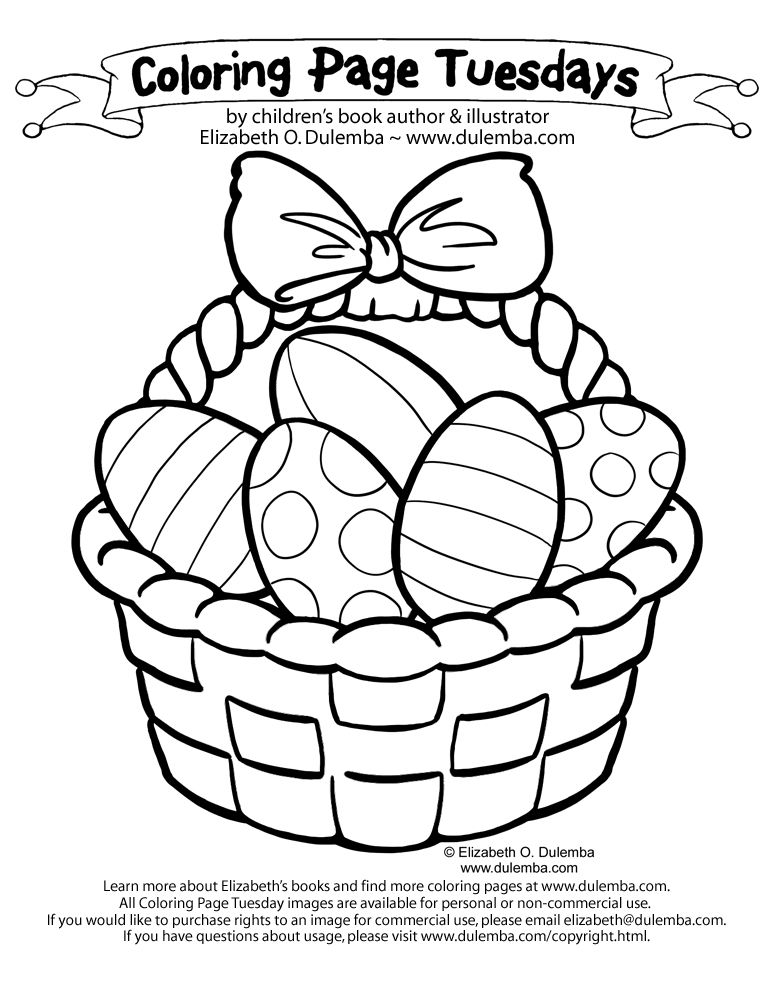 Coloring Page Tuesdays
by children's book author & illustrator
Elizabeth O. Dulemba ~ www.dulemba.com
© Elizabeth O. Dulemba
www.dulemba.com
Learn more about Elizabeth's books and find more coloring pages at www.dulemba.com.
All Coloring Page Tuesday images are available for personal or non-commercial use.
If you would like to purchase rights to an image for commercial use, please email elizabeth@dulemba.com.
If you have questions about usage, please visit www.dulemba.com/copyright.html.